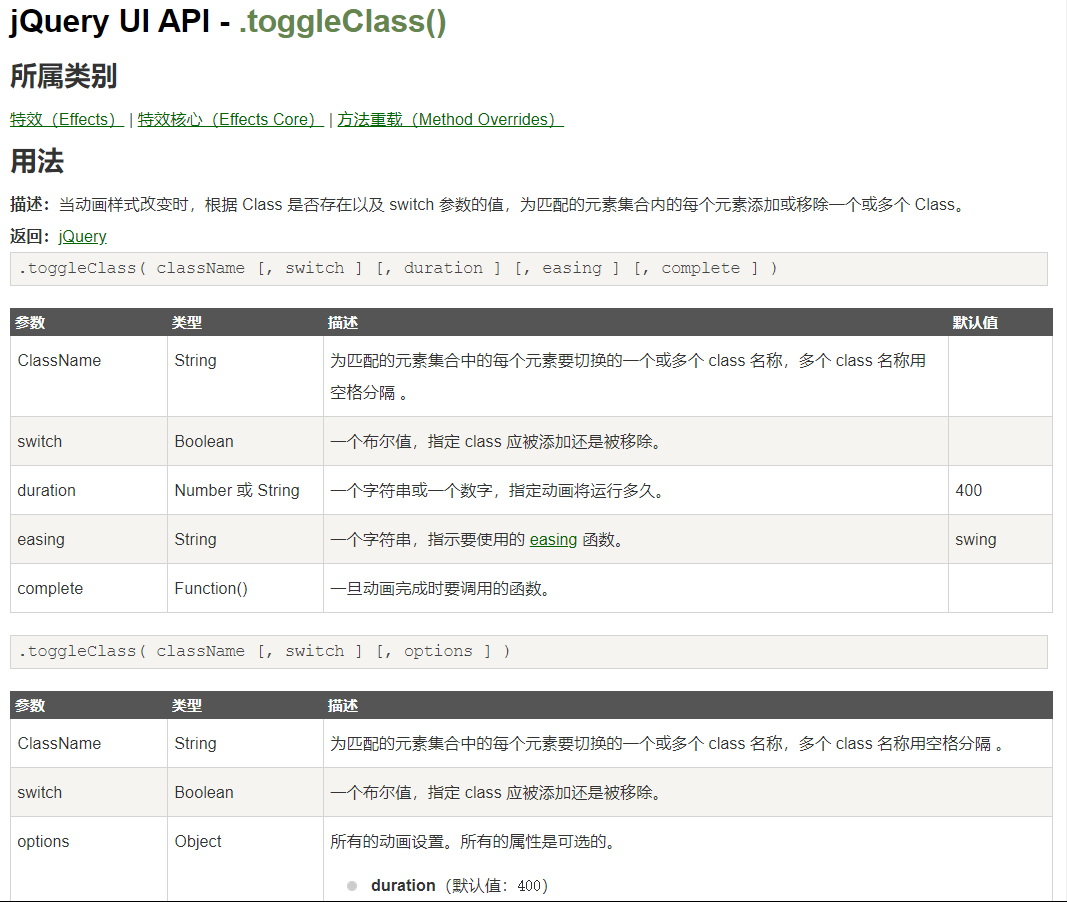 jQuery UI API - .toggleClass()
所属类别
特效（Effects） | 特效核心（Effects Core） | 方法重载（Method Overrides）
用法
描述：当动画样式改变时，根据 Class 是否存在以及 switch 参数的值，为匹配的元素集合内的每个元素添加或移除一个或多个 Class。
返回：jQuery
.toggleClass( className [, switch ] [, duration ] [, easing ] [, complete ] )
参数 类型 描述 默认值
ClassName String 为匹配的元素集合中的每个元素要切换的一个或多个 class 名称，多个 class 名称用
空格分隔 。
switch Boolean 一个布尔值，指定 class 应被添加还是被移除。
duration Number 或 String 一个字符串或一个数字，指定动画将运行多久。 400
easing String 一个字符串，指示要使用的 easing 函数。 swing
complete Function() 一旦动画完成时要调用的函数。
.toggleClass( className [, switch ] [, options ] )
参数 类型 描述
ClassName String 为匹配的元素集合中的每个元素要切换的一个或多个 class 名称，多个 class 名称用空格分隔 。
switch Boolean 一个布尔值，指定 class 应被添加还是被移除。
options Object 所有的动画设置。所有的属性是可选的。
duration（默认值：400）